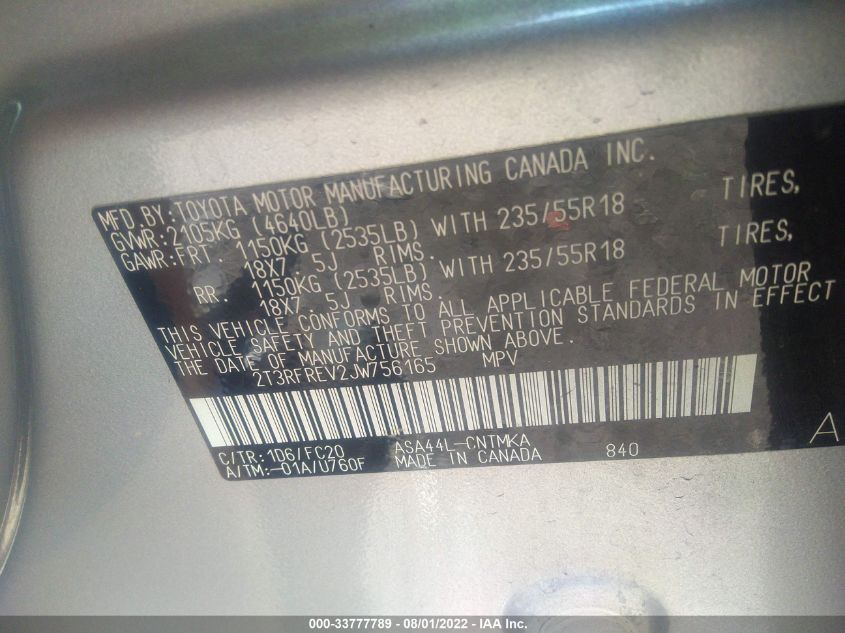 MFD BY:TOYOTA MOTOR MANUFACTURING CANADA INC.
GVWR:2105KG (4640LB)
GAWR:FRT. 1150KG (2535LB) WITH 235/55R18 TIRES,
18X7.5J RIMS.
RR. 1150KG (2535LB) WITH 235/55R18 TIRES,
18X7.5J RIMS.
THIS VEHICLE CONFORMS TO ALL APPLICABLE FEDERAL MOTOR
VEHICLE SAFETY AND THEFT PREVENTION STANDARDS IN EFFECT
THE DATE OF MANUFACTURE SHOWN ABOVE.
2T3RFREV2JW756165 MPV
C/TR:1D6/FC20 ASA44L-CNTMKA 840 A
A/TM:-01A/U760F MADE IN CANADA
000-33777789 - 08/01/2022 - IAA Inc.